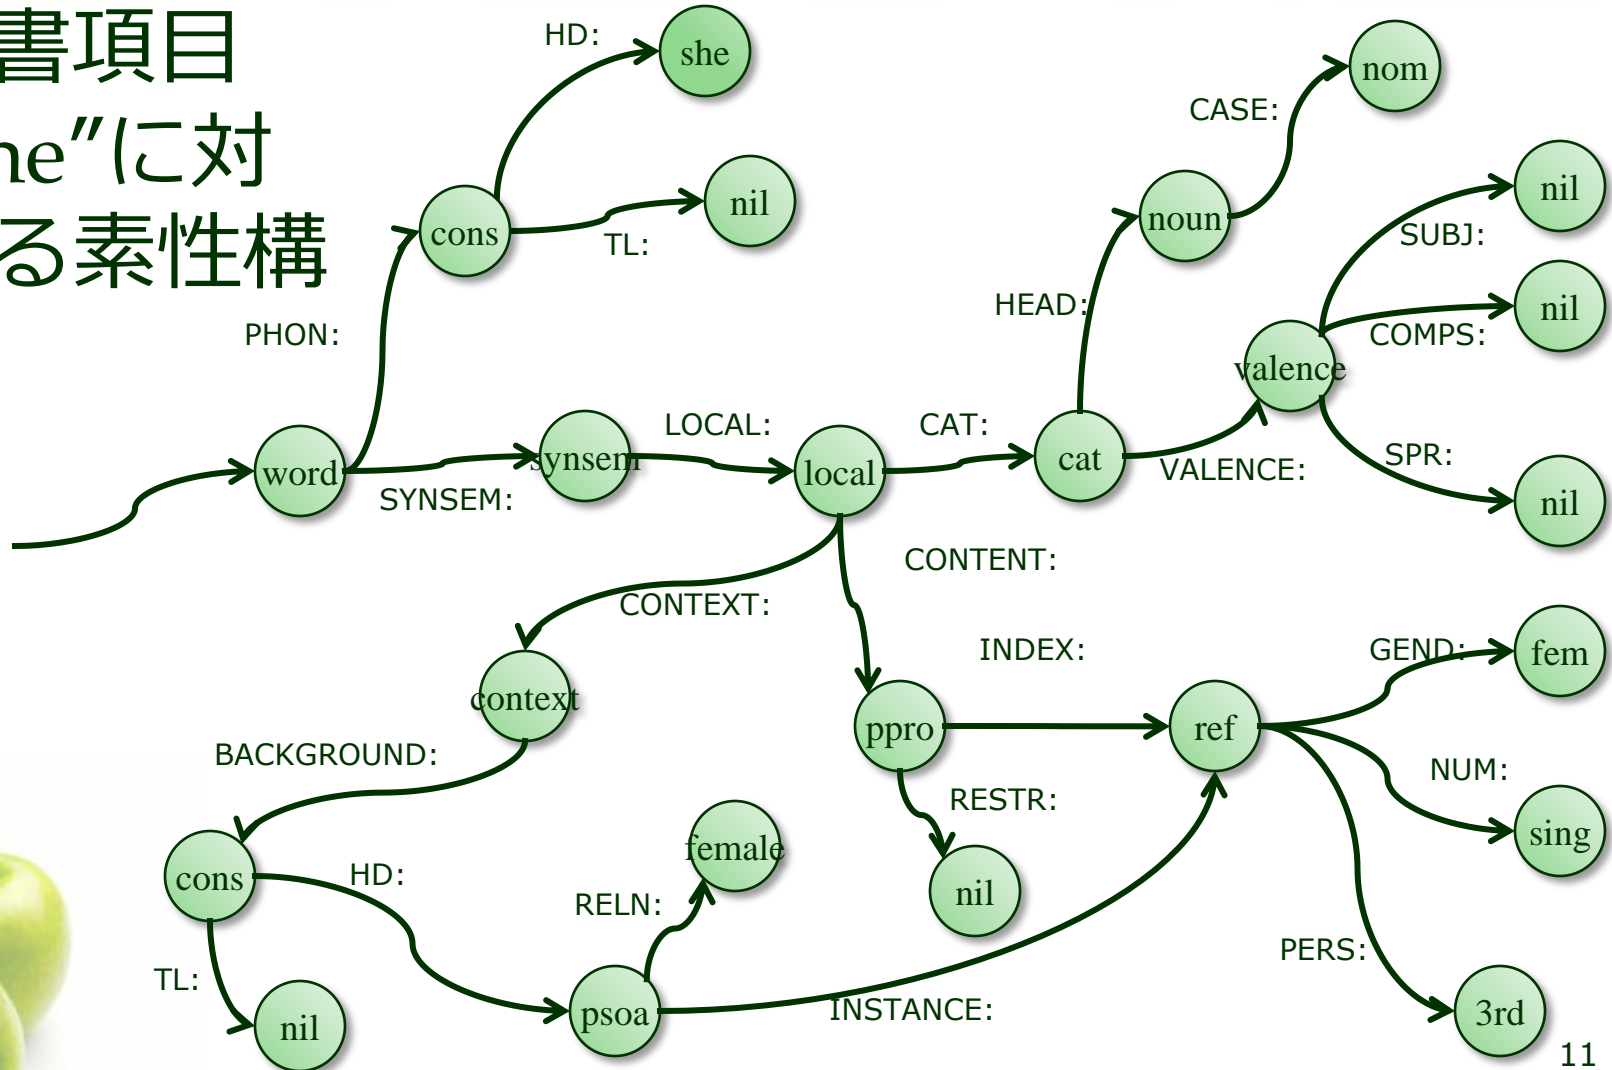 書項目
he”に対
る素性構
HD:
she
nom
CASE:
cons
TL:
nil
noun
nil
SUBJ:
HEAD:
nil
COMPS:
PHON:
valence
LOCAL:
CAT:
word
SYNSEM:
synsem
local
cat
VALENCE:
SPR:
nil
CONTENT:
CONTEXT:
INDEX:
GEND:
fem
context
ppro
ref
BACKGROUND:
NUM:
RESTR:
sing
female
cons
HD:
RELN:
nil
PERS:
TL:
nil
psoa
INSTANCE:
3rd
11